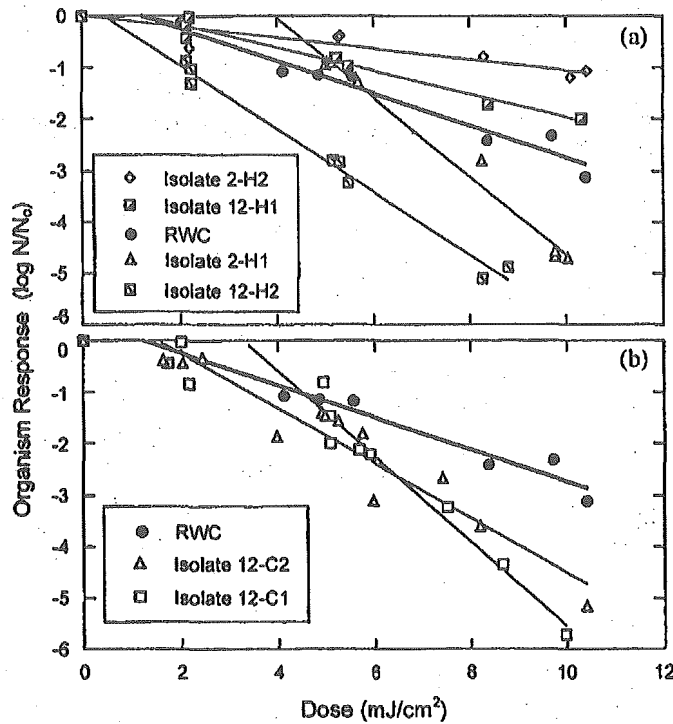 (a)
0
-1
-2
-3
-4
-5
-6
Isolate 2-H2
Isolate 12-H1
RWC
Isolate 2-H1
Isolate 12-H2
Organism Response (log N/N₀)
(b)
0
-1
-2
-3
-4
-5
-6
RWC
Isolate 12-C2
Isolate 12-C1
0 2 4 6 8 10 12
Dose (mJ/cm²)